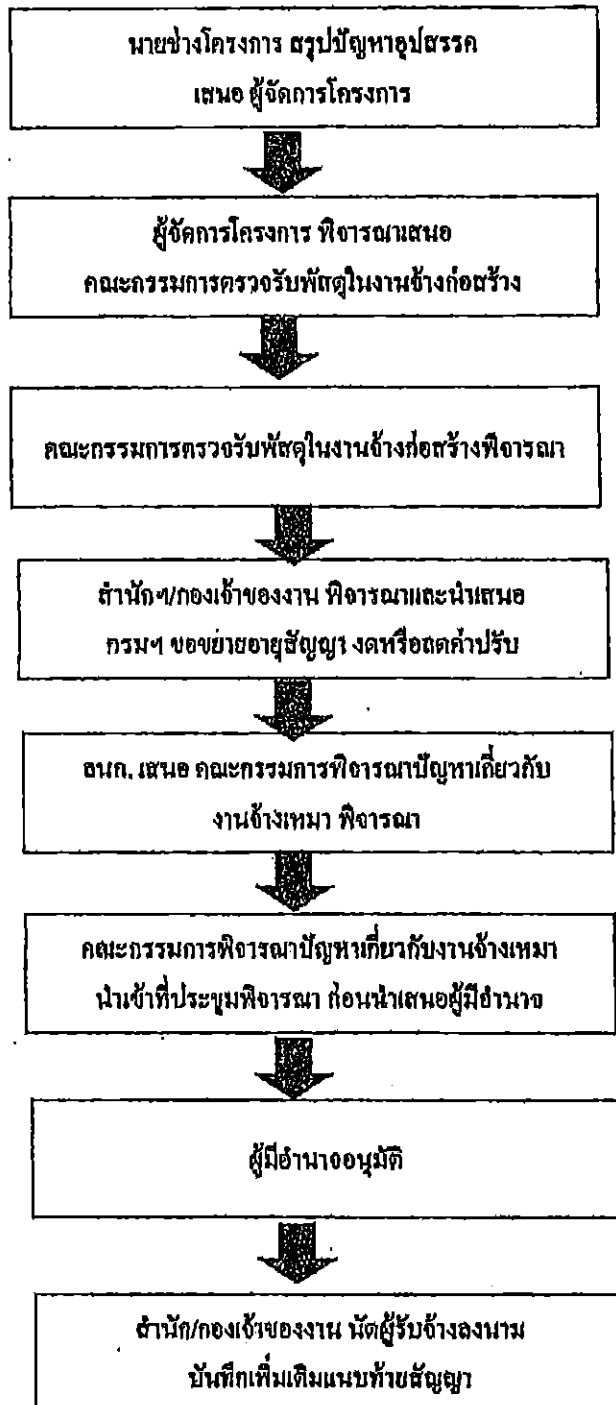 นายช่างโครงการ สรุปปัญหาอุปสรรค
เสนอ ผู้จัดการโครงการ
ผู้จัดการโครงการ พิจารณาเสนอ
คณะกรรมการตรวจรับพัสดุในงานจ้างก่อสร้าง
คณะกรรมการตรวจรับพัสดุในงานจ้างก่อสร้างพิจารณา
สำนักฯ/กองเจ้าของงาน พิจารณาและนำเสนอ
กรมฯ ขอขยายอายุสัญญา งดหรือลดค่าปรับ
ลนก. เสนอ คณะกรรมการพิจารณาปัญหาเกี่ยวกับ
งานจ้างเหมา พิจารณา
คณะกรรมการพิจารณาปัญหาเกี่ยวกับงานจ้างเหมา
นำเข้าที่ประชุมพิจารณา ก่อนนำเสนอผู้มีอำนาจ
ผู้มีอำนาจอนุมัติ
สำนัก/กองเจ้าของงาน นัดผู้รับจ้างลงนาม
บันทึกเพิ่มเติมแนบท้ายสัญญา